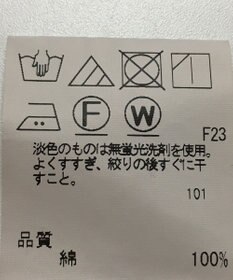 F W
F23
淡色のものは無蛍光洗剤を使用。
よくすすぎ、絞りの後すぐに干
すこと。
101
品質
綿 100%